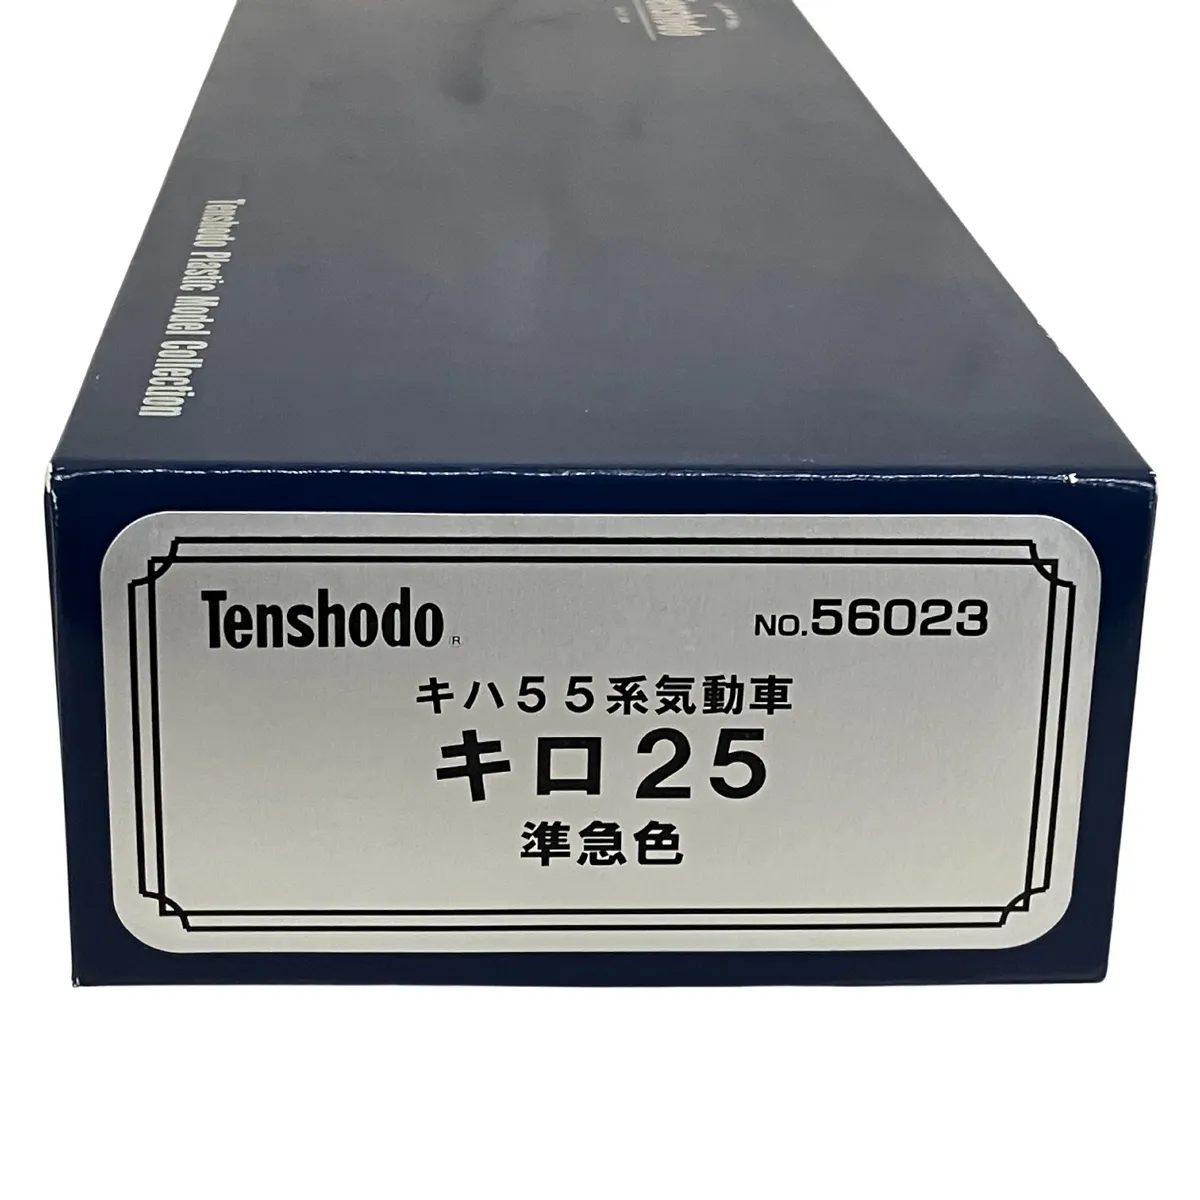 Tenshodo
Tenshodo Plastic Model Collection
Tenshodo®
NO.56023
キハ55系気動車
キロ25
準急色